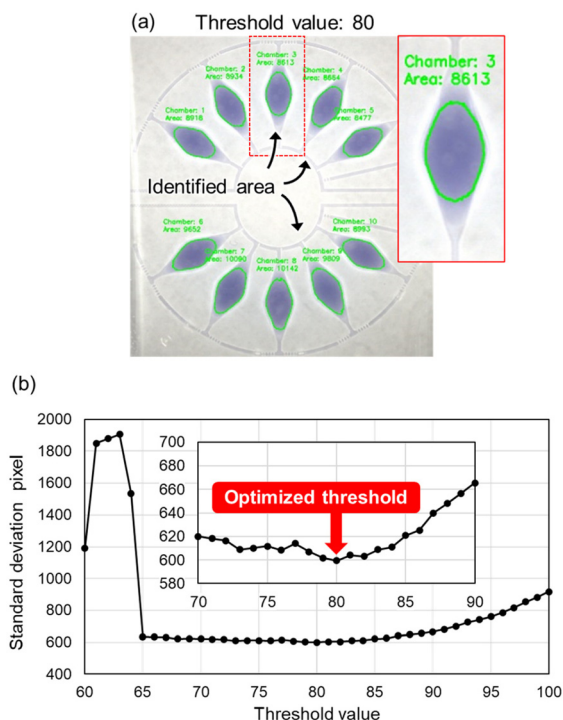 (a) Threshold value: 80
Chamber: 3
Area: 8613
Chamber: 2
Area: 8934
Chamber: 4
Area: 8664
Chamber: 1
Area: 8918
Chamber: 5
Area: 8477
Identified area
Chamber: 6
Area: 9652
Chamber: 7
Area: 10090
Chamber: 8
Area: 10142
Chamber: 9
Area: 9809
Chamber: 10
Area: 8993
Chamber: 3
Area: 8613
(b)
Standard deviation pixel
2000
1800
1600
1400
1200
1000
800
600
400
60 65 70 75 80 85 90 95 100
Threshold value
700
680
660
640
620
600
580
70 75 80 85 90
Optimized threshold